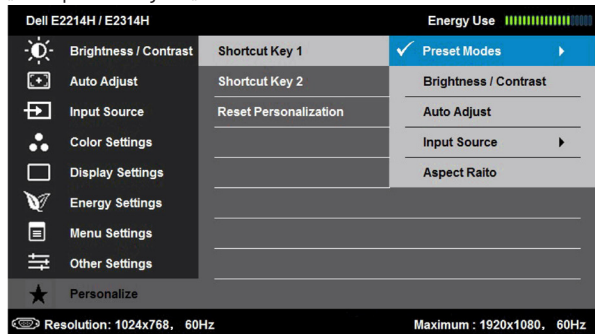 Dell E2214H / E2314H Energy Use
Brightness / Contrast Shortcut Key 1 Preset Modes
Auto Adjust Shortcut Key 2 Brightness / Contrast
Input Source Reset Personalization Auto Adjust
Color Settings Input Source
Display Settings Aspect Raito
Energy Settings
Menu Settings
Other Settings
Personalize
Resolution: 1024x768, 60Hz Maximum : 1920x1080, 60Hz